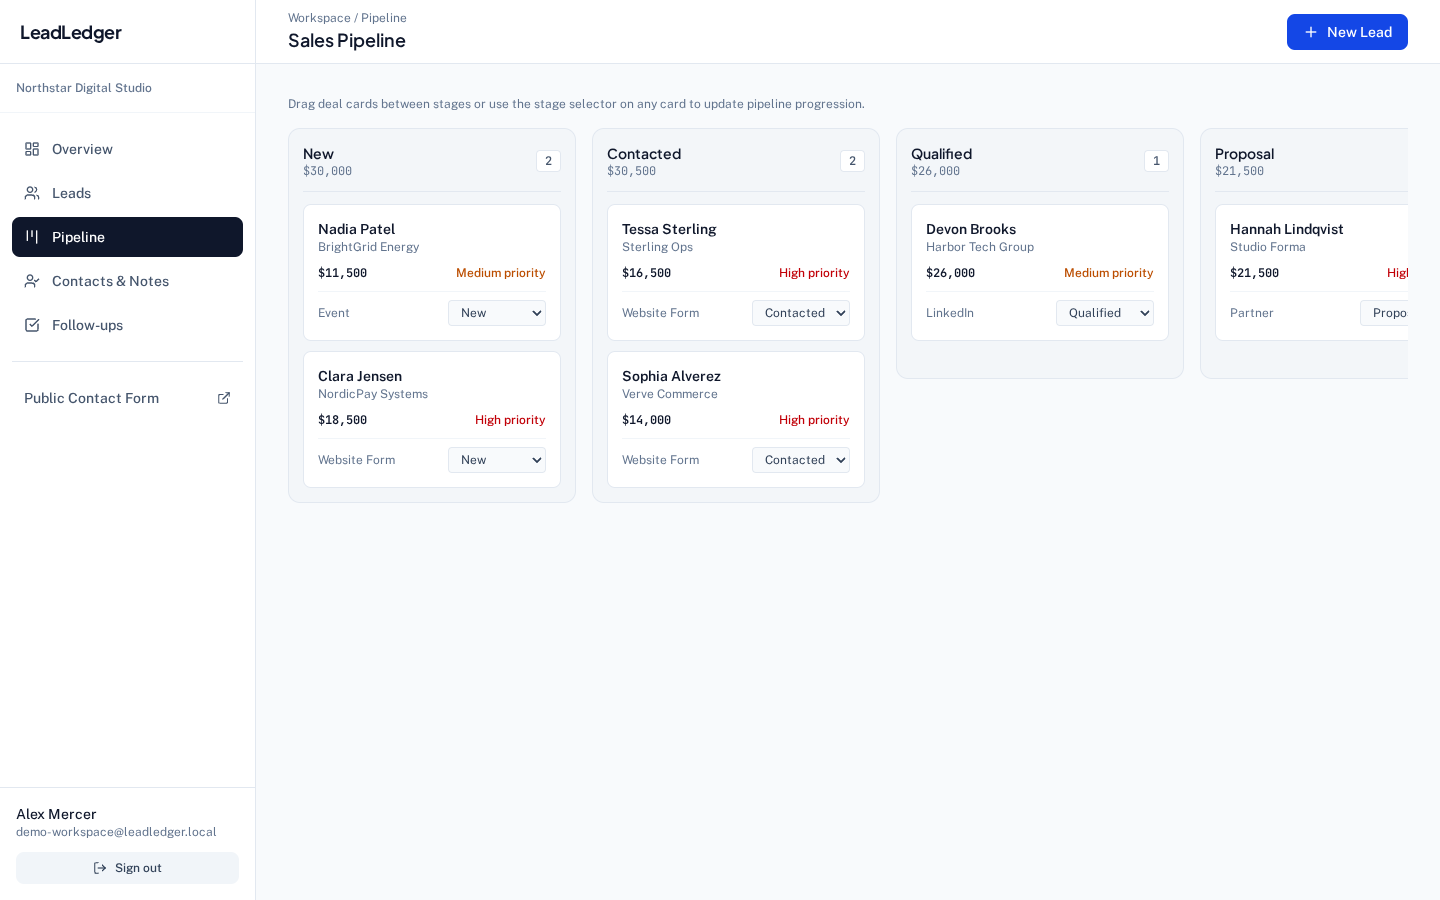 LeadLedger
Northstar Digital Studio
Overview
Leads
Pipeline
Contacts & Notes
Follow-ups
Public Contact Form
Alex Mercer
demo-workspace@leadledger.local
Sign out
Workspace / Pipeline
Sales Pipeline
New Lead
Drag deal cards between stages or use the stage selector on any card to update pipeline progression.
New
2
$30,000
Nadia Patel
BrightGrid Energy
$11,500 Medium priority
Event New
Clara Jensen
NordicPay Systems
$18,500 High priority
Website Form New
Contacted
2
$30,500
Tessa Sterling
Sterling Ops
$16,500 High priority
Website Form Contacted
Sophia Alverez
Verve Commerce
$14,000 High priority
Website Form Contacted
Qualified
1
$26,000
Devon Brooks
Harbor Tech Group
$26,000 Medium priority
LinkedIn Qualified
Proposal
$21,500
Hannah Lindqvist
Studio Forma
$21,500
Partner